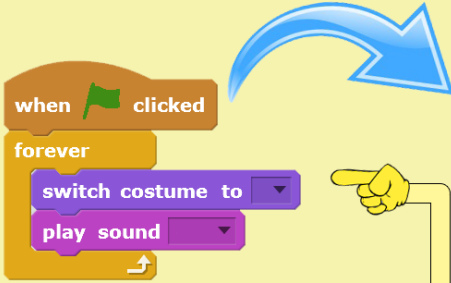 when clicked
forever
switch costume to
play sound